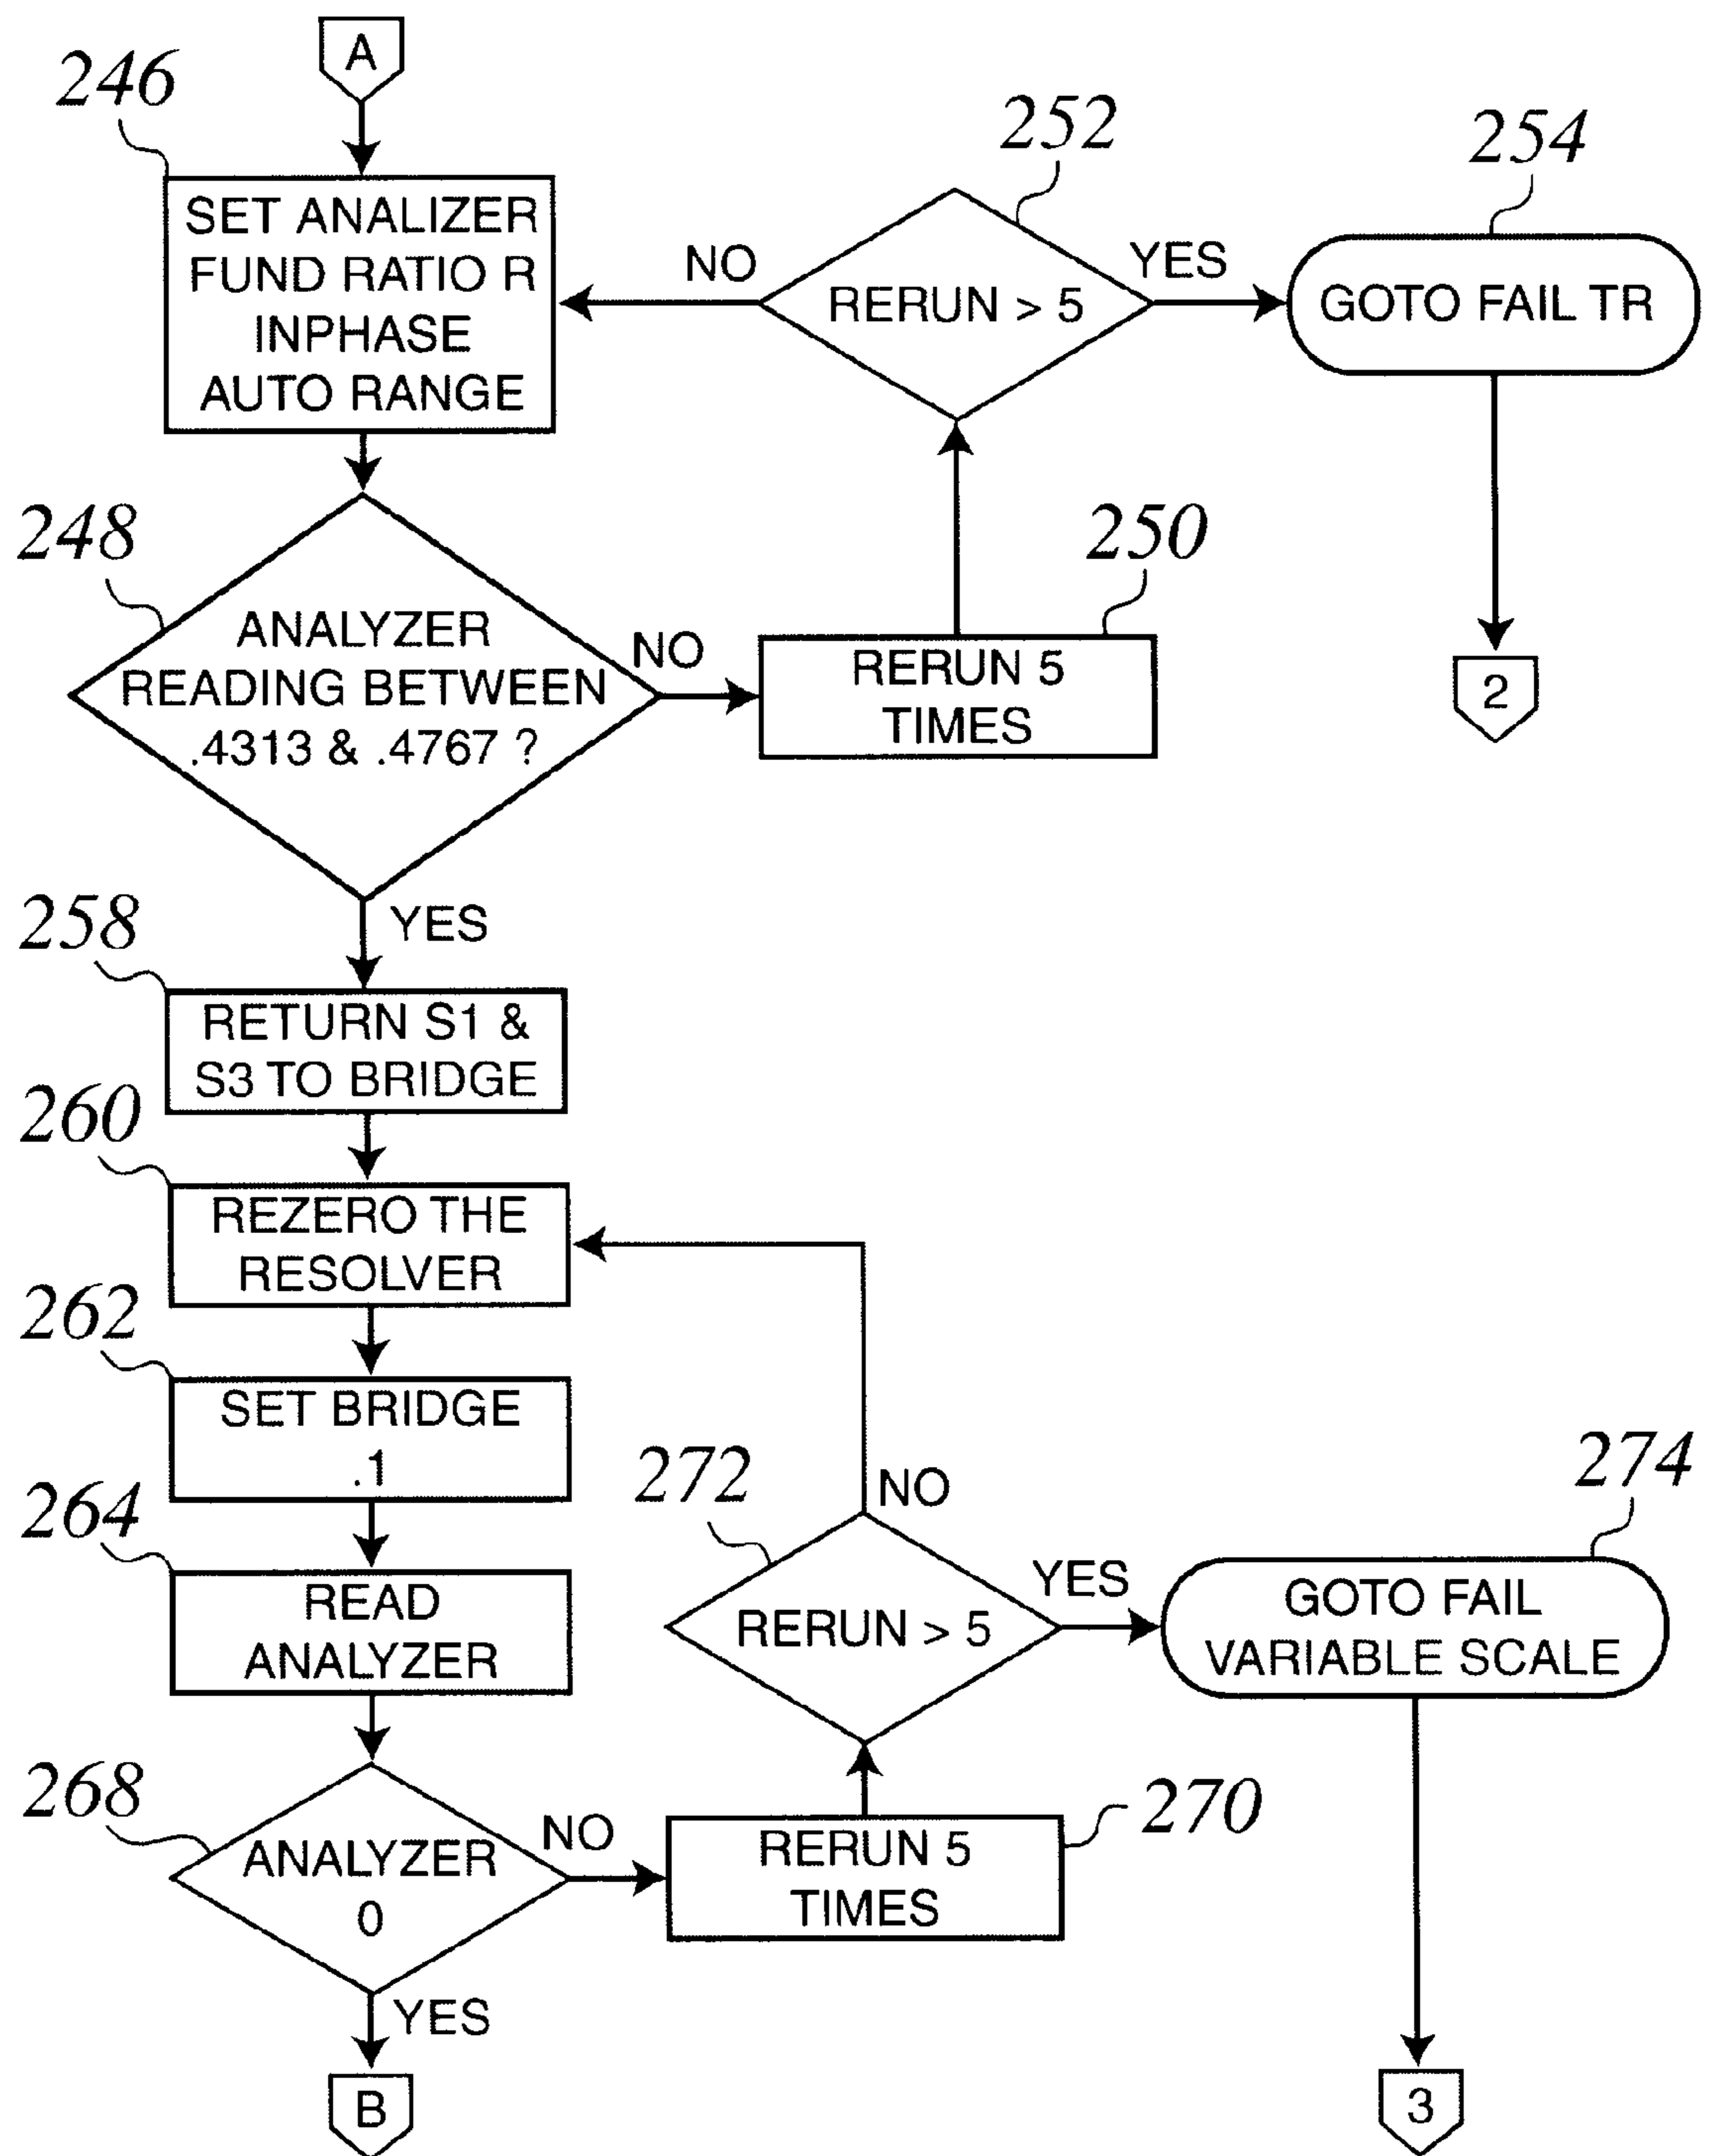 A
246
SET ANALIZER
FUND RATIO R
INPHASE
AUTO RANGE
252
RERUN > 5
NO
YES
254
GOTO FAIL TR
2
248
ANALYZER
READING BETWEEN
.4313 & .4767 ?
NO
250
RERUN 5
TIMES
YES
258
RETURN S1 &
S3 TO BRIDGE
260
REZERO THE
RESOLVER
262
SET BRIDGE
.1
264
READ
ANALYZER
268
ANALYZER
0
NO
270
RERUN 5
TIMES
272
RERUN > 5
NO
YES
274
GOTO FAIL
VARIABLE SCALE
YES
B
3